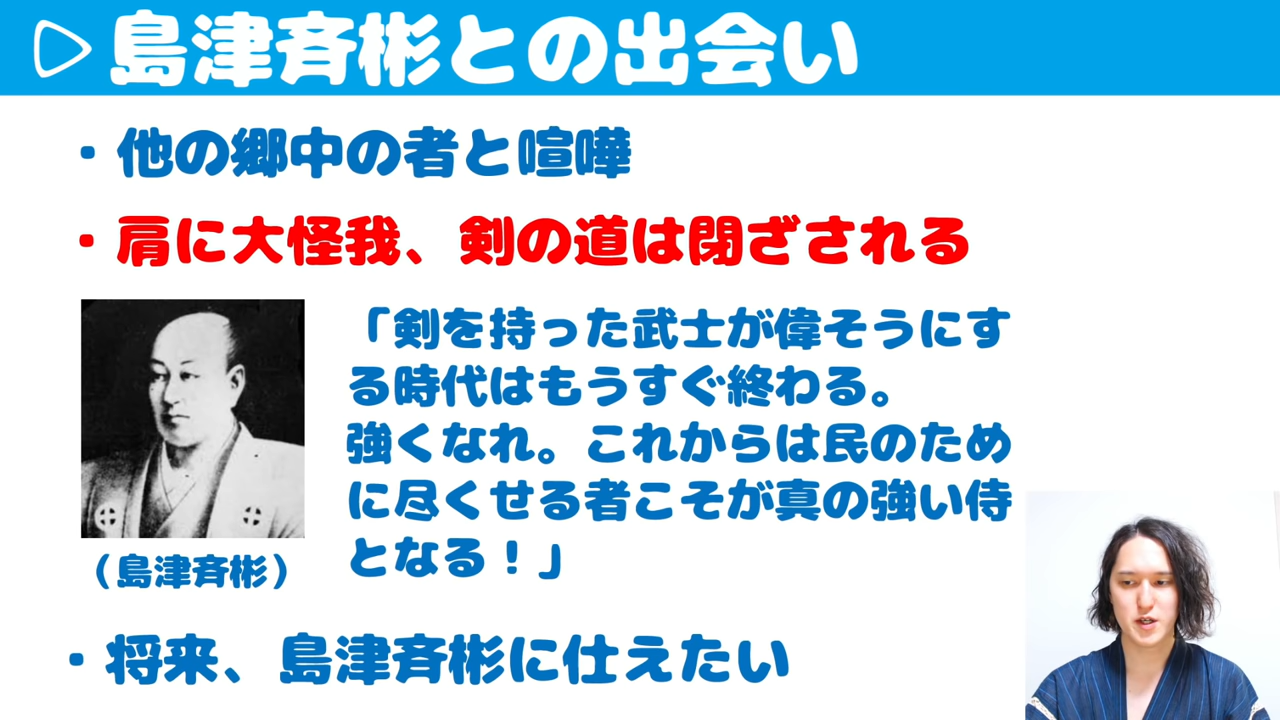 島津斉彬との出会い
・他の郷中の者と喧嘩
・肩に大怪我、剣の道は閉ざされる
「剣を持った武士が偉そうにす
る時代はもうすぐ終わる。
強くなれ。これからは民のため
に尽くせる者こそが真の強い侍
となる！」
（島津斉彬）
・将来、島津斉彬に仕えたい